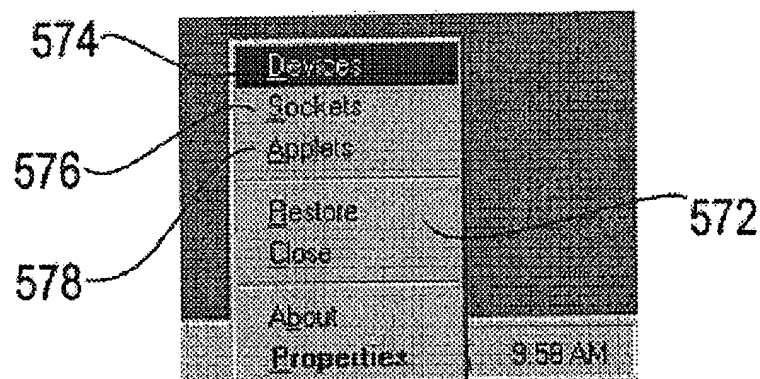 574
Devices
Sockets
576
Applets
Restore
572
Close
578
About
Properties
9:58 AM